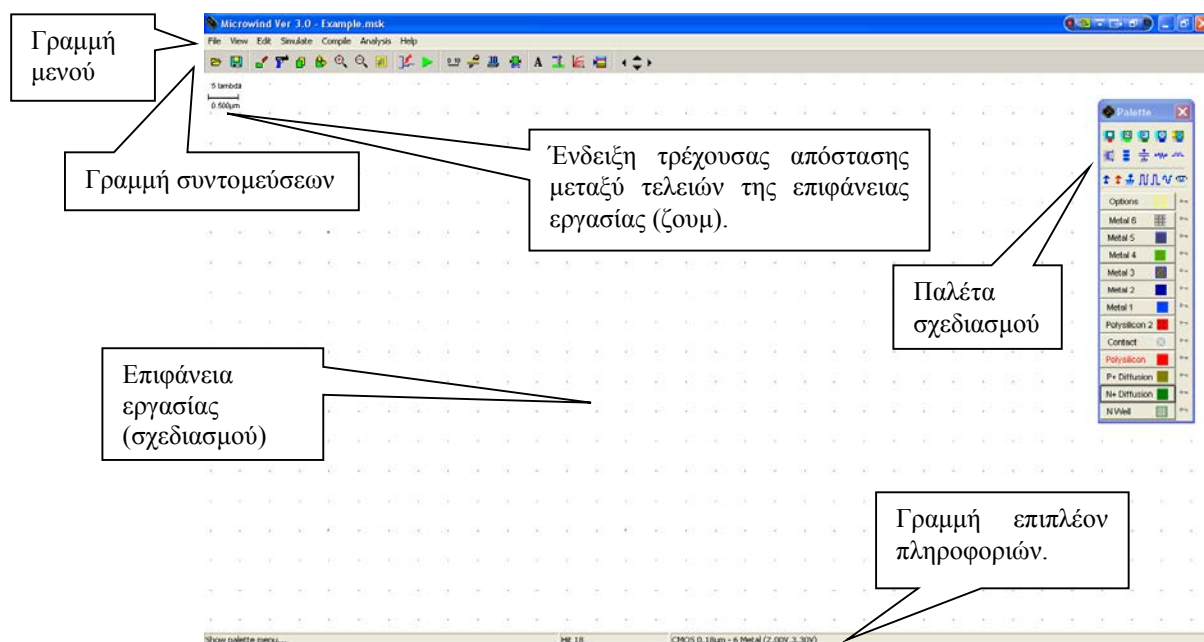 Microwind Ver 3.0 - Example.msk
File View Edit Simulate Compile Analysis Help
Γραμμή
μενού
5 lambda
0.500μm
Γραμμή συντομεύσεων
Ένδειξη τρέχουσας απόστασης
μεταξύ τελειών της επιφάνειας
εργασίας (ζουμ).
Palette
Options
Metal 6
Metal 5
Metal 4
Metal 3
Metal 2
Metal 1
Polysilicon 2
Contact
Polysilicon
P+ Diffusion
N+ Diffusion
N Well
Παλέτα
σχεδιασμού
Επιφάνεια
εργασίας
(σχεδιασμού)
Γραμμή επιπλέον
πληροφοριών.
Show palette menu...
Hit 18
CMOS 0.18μm - 6 Metal (2.00V,3.30V)